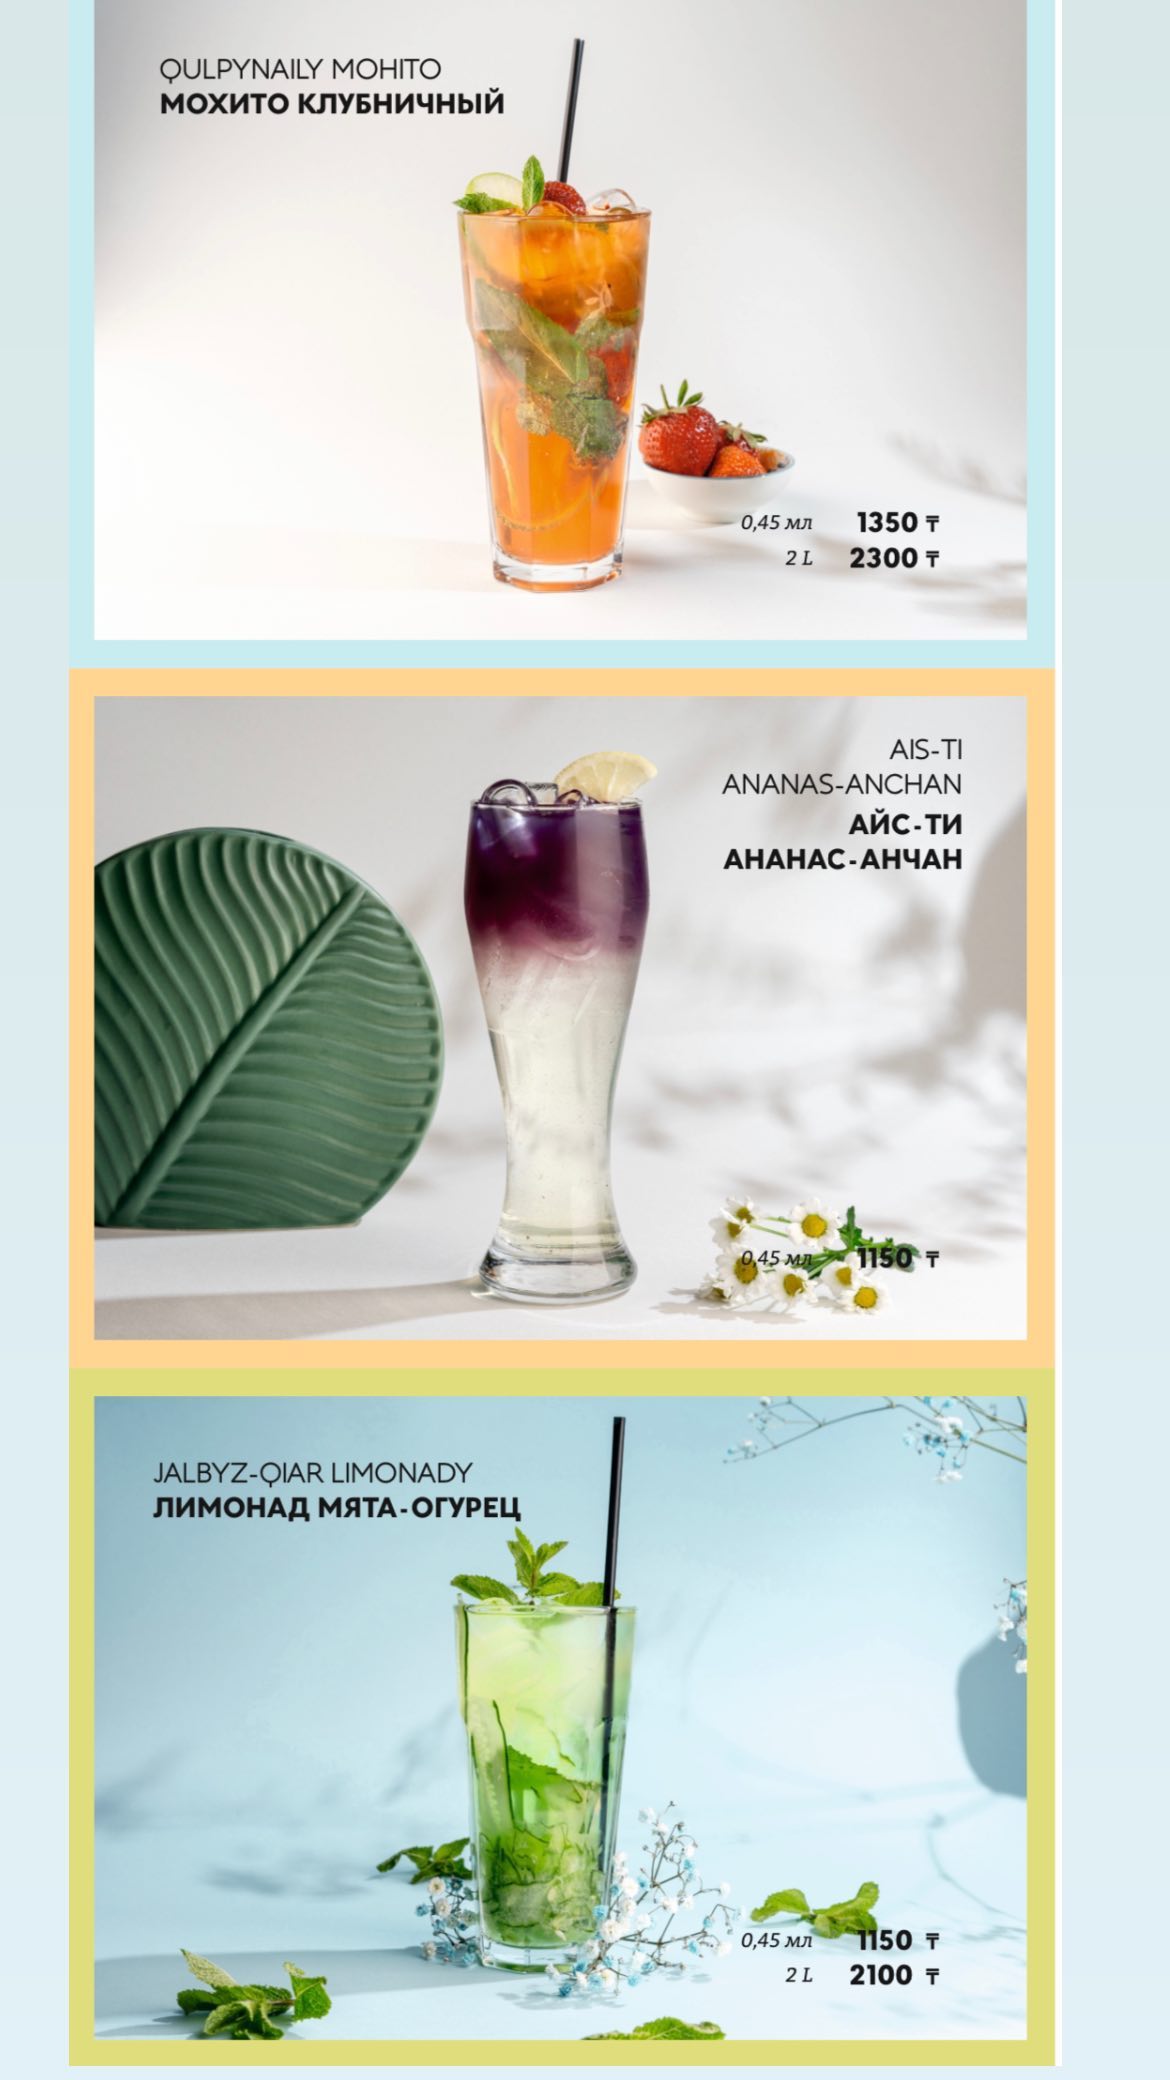 QULPYNAILY MOHITO
МОХИТО КЛУБНИЧНЫЙ
0,45 мл 1350 ₸
2 L 2300 ₸
AIS-TI
ANANAS-ANCHAN
АЙС-ТИ
АНАНАС-АНЧАН
0,45 мл 1150 ₸
JALBYZ-QIAR LIMONADY
ЛИМОНАД МЯТА-ОГУРЕЦ
0,45 мл 1150 ₸
2 L 2100 ₸